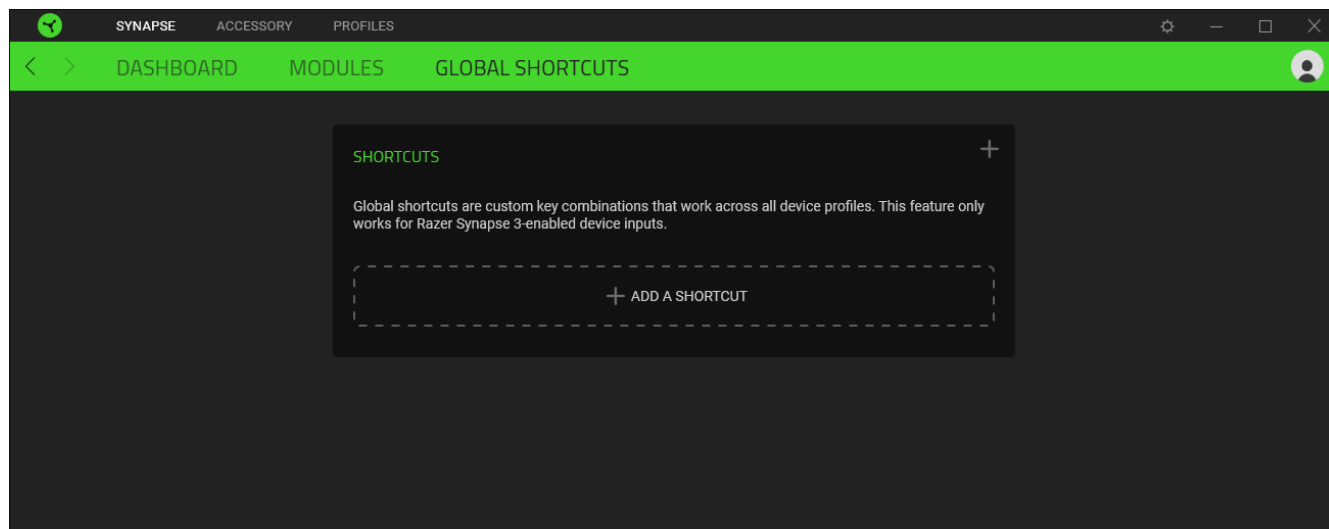 SYNAPSE ACCESSORY PROFILES
DASHBOARD MODULES GLOBAL SHORTCUTS
SHORTCUTS
Global shortcuts are custom key combinations that work across all device profiles. This feature only
works for Razer Synapse 3-enabled device inputs.
ADD A SHORTCUT